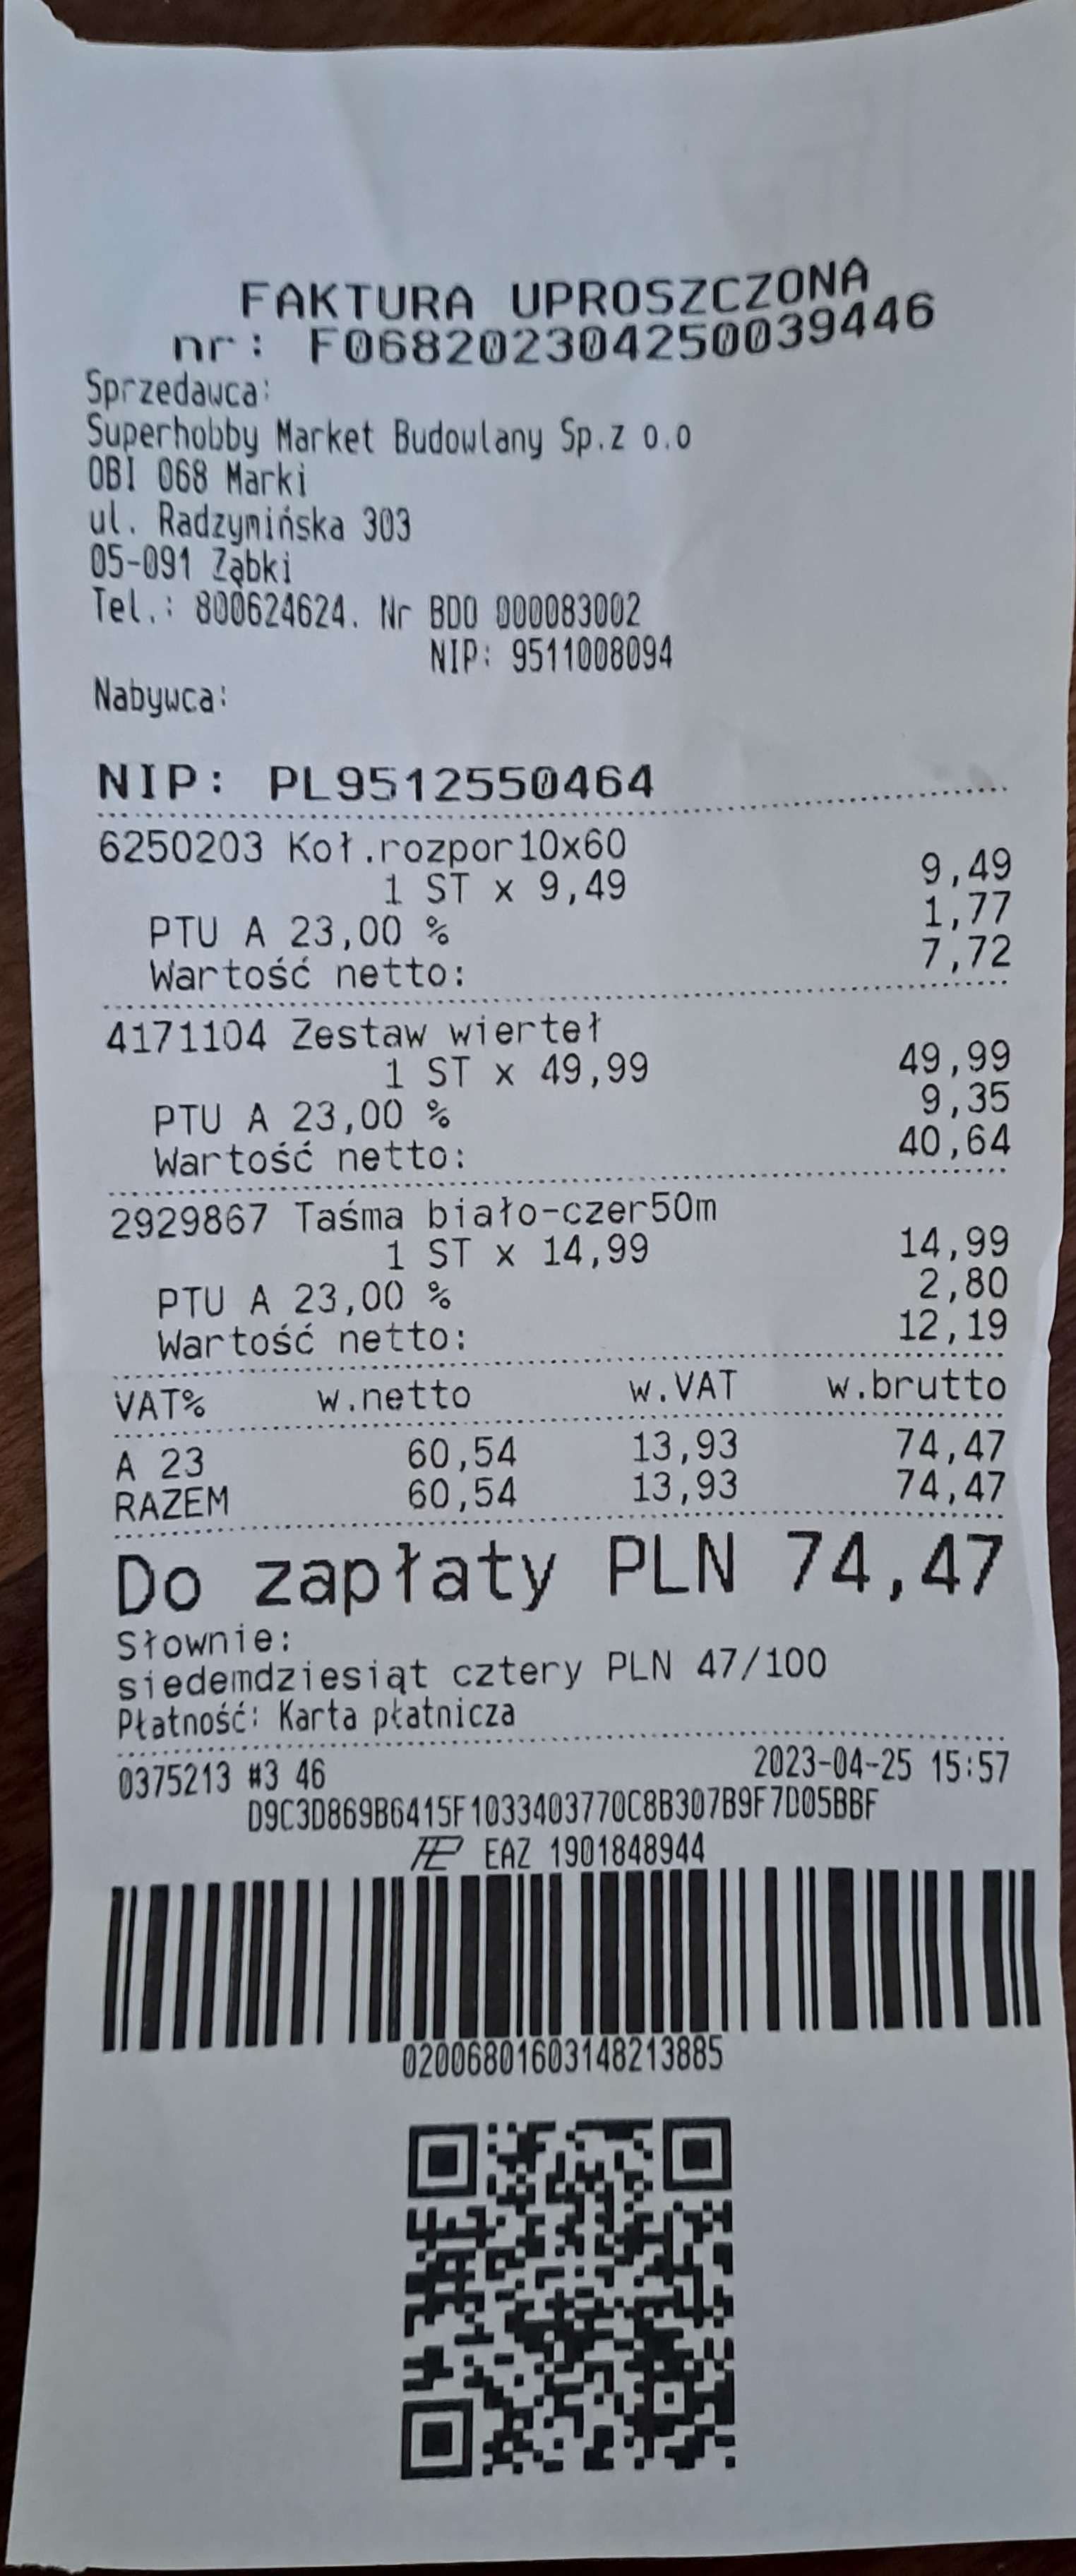 FAKTURA UPROSZCZONA
nr: F068202304250039446
Sprzedawca:
Superhobby Market Budowlany Sp.z o.o
OBI 068 Marki
ul. Radzymińska 303
05-091 Ząbki
Tel.: 800624624. Nr BDO 000083002
NIP: 9511008094
Nabywca:
NIP: PL9512550464
6250203 Koł.rozpor10x60
1 ST x 9,49 9,49
PTU A 23,00 % 1,77
Wartość netto: 7,72
4171104 Zestaw wierteł
1 ST x 49,99 49,99
PTU A 23,00 % 9,35
Wartość netto: 40,64
2929867 Taśma biało-czer50m
1 ST x 14,99 14,99
PTU A 23,00 % 2,80
Wartość netto: 12,19
VAT% w.netto w.VAT w.brutto
A 23 60,54 13,93 74,47
RAZEM 60,54 13,93 74,47
Do zapłaty PLN 74,47
Słownie:
siedemdziesiąt cztery PLN 47/100
Płatność: Karta płatnicza
0375213 #3 46 2023-04-25 15:57
D9C3D869B6415F1033403770C8B307B9F7D05BBF
EAZ 1901848944
02006801603148213885